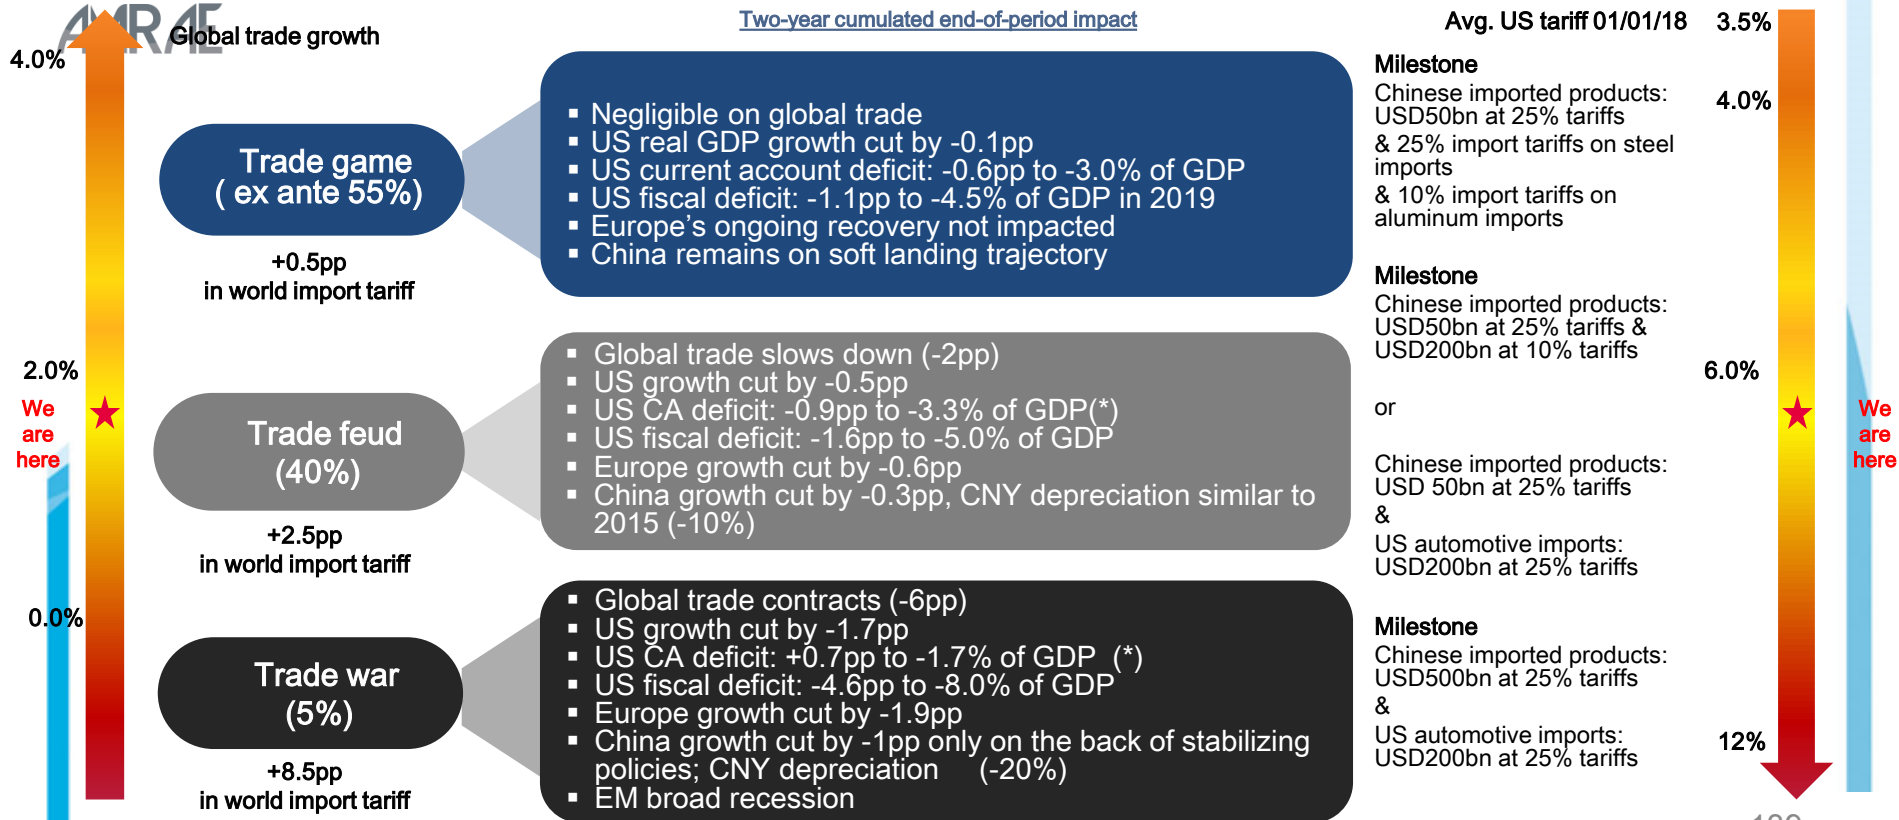 AMRAE
Global trade growth
Two-year cumulated end-of-period impact
Avg. US tariff 01/01/18
3.5%
4.0%
Trade game
( ex ante 55%)
+0.5pp
in world import tariff
▪ Negligible on global trade
▪ US real GDP growth cut by -0.1pp
▪ US current account deficit: -0.6pp to -3.0% of GDP
▪ US fiscal deficit: -1.1pp to -4.5% of GDP in 2019
▪ Europe’s ongoing recovery not impacted
▪ China remains on soft landing trajectory
Milestone
Chinese imported products:
USD50bn at 25% tariffs
& 25% import tariffs on steel
imports
& 10% import tariffs on
aluminum imports
4.0%
2.0%
We
are
here
Trade feud
(40%)
+2.5pp
in world import tariff
▪ Global trade slows down (-2pp)
▪ US growth cut by -0.5pp
▪ US CA deficit: -0.9pp to -3.3% of GDP(*)
▪ US fiscal deficit: -1.6pp to -5.0% of GDP
▪ Europe growth cut by -0.6pp
▪ China growth cut by -0.3pp, CNY depreciation similar to
2015 (-10%)
Milestone
Chinese imported products:
USD50bn at 25% tariffs &
USD200bn at 10% tariffs
or
Chinese imported products:
USD 50bn at 25% tariffs
&
US automotive imports:
USD200bn at 25% tariffs
6.0%
We
are
here
0.0%
Trade war
(5%)
+8.5pp
in world import tariff
▪ Global trade contracts (-6pp)
▪ US growth cut by -1.7pp
▪ US CA deficit: +0.7pp to -1.7% of GDP (*)
▪ US fiscal deficit: -4.6pp to -8.0% of GDP
▪ Europe growth cut by -1.9pp
▪ China growth cut by -1pp only on the back of stabilizing
policies; CNY depreciation (-20%)
▪ EM broad recession
Milestone
Chinese imported products:
USD500bn at 25% tariffs
&
US automotive imports:
USD200bn at 25% tariffs
12%